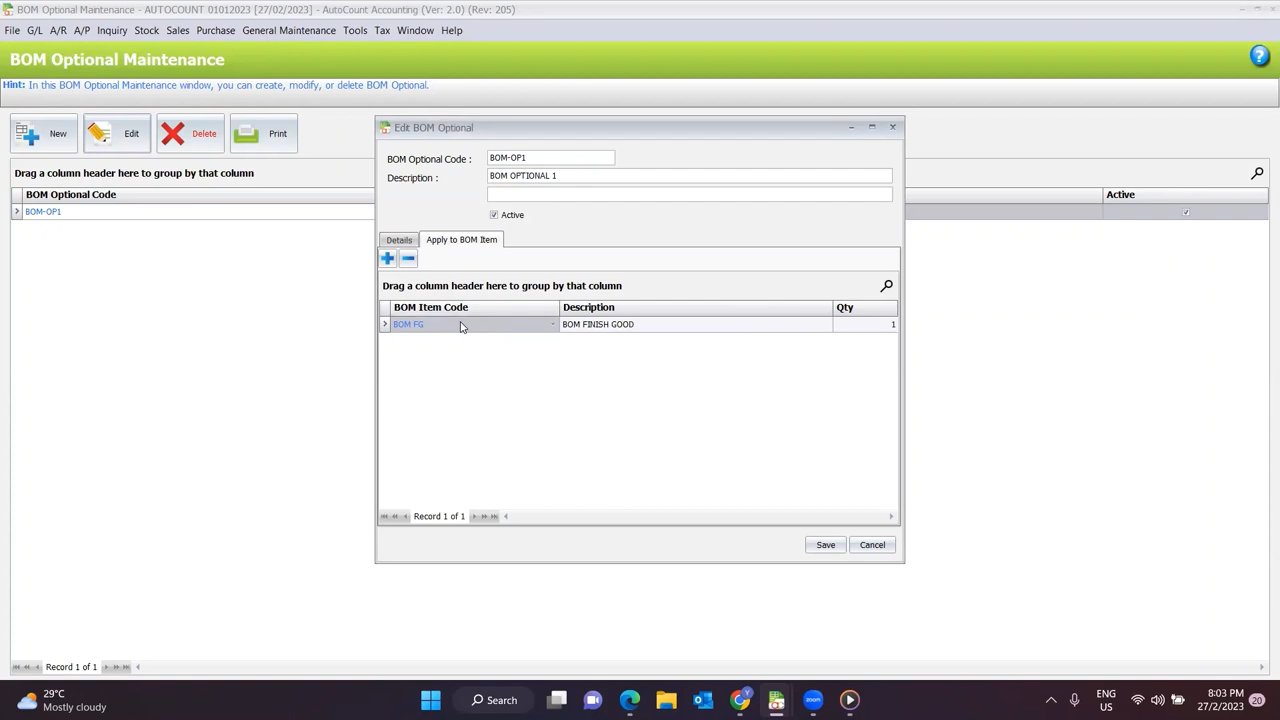 BOM Optional Maintenance - AUTOCOUNT 01012023 [27/02/2023] - AutoCount Accounting (Ver: 2.0) (Rev: 205)
File G/L A/R A/P Inquiry Stock Sales Purchase General Maintenance Tools Tax Window Help
BOM Optional Maintenance
Hint: In this BOM Optional Maintenance window, you can create, modify, or delete BOM Optional.
New Edit Delete Print
Drag a column header here to group by that column
BOM Optional Code Active
BOM-OP1
Edit BOM Optional
BOM Optional Code : BOM-OP1
Description : BOM OPTIONAL 1
Active
Details Apply to BOM Item
Drag a column header here to group by that column
BOM Item Code Description Qty
BOM FG BOM FINISH GOOD 1
Record 1 of 1
Save Cancel
Record 1 of 1
29°C
Mostly cloudy
Search
ENG
US
8:03 PM
27/2/2023
20